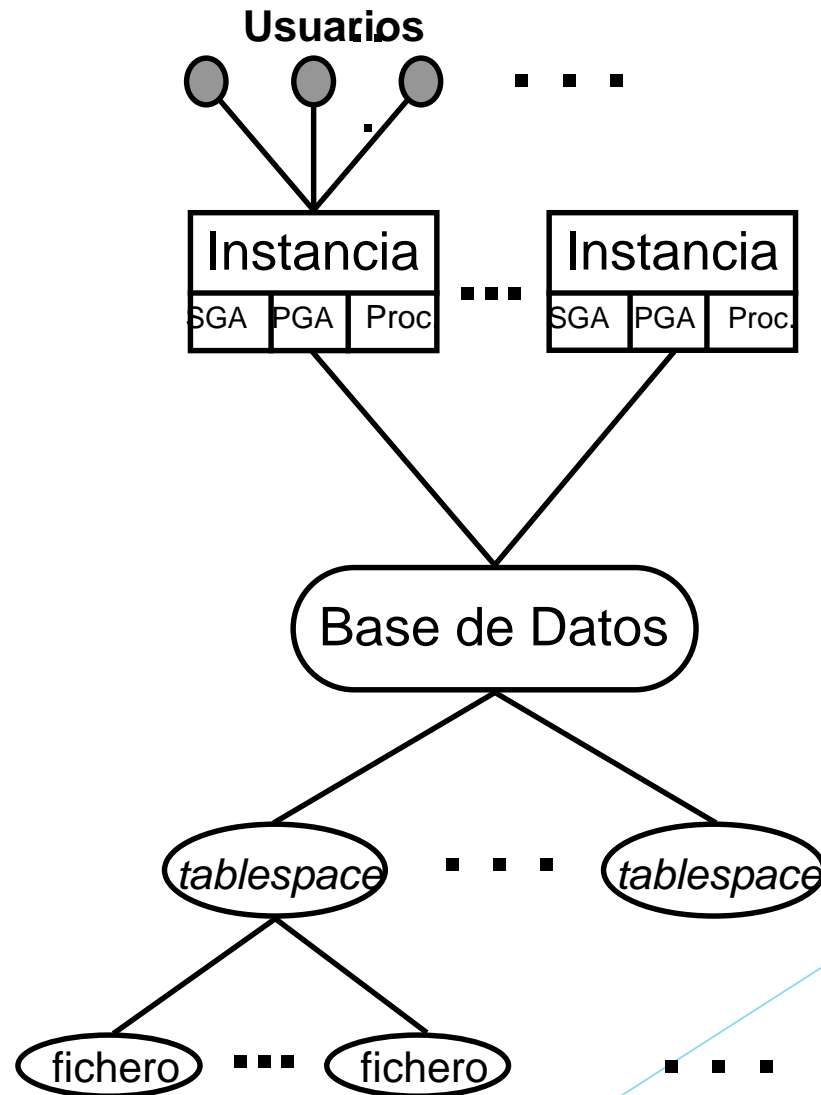 Usuarios
Instancia Instancia
SGA PGA Proc. SGA PGA Proc.
Base de Datos
tablespace tablespace
fichero fichero